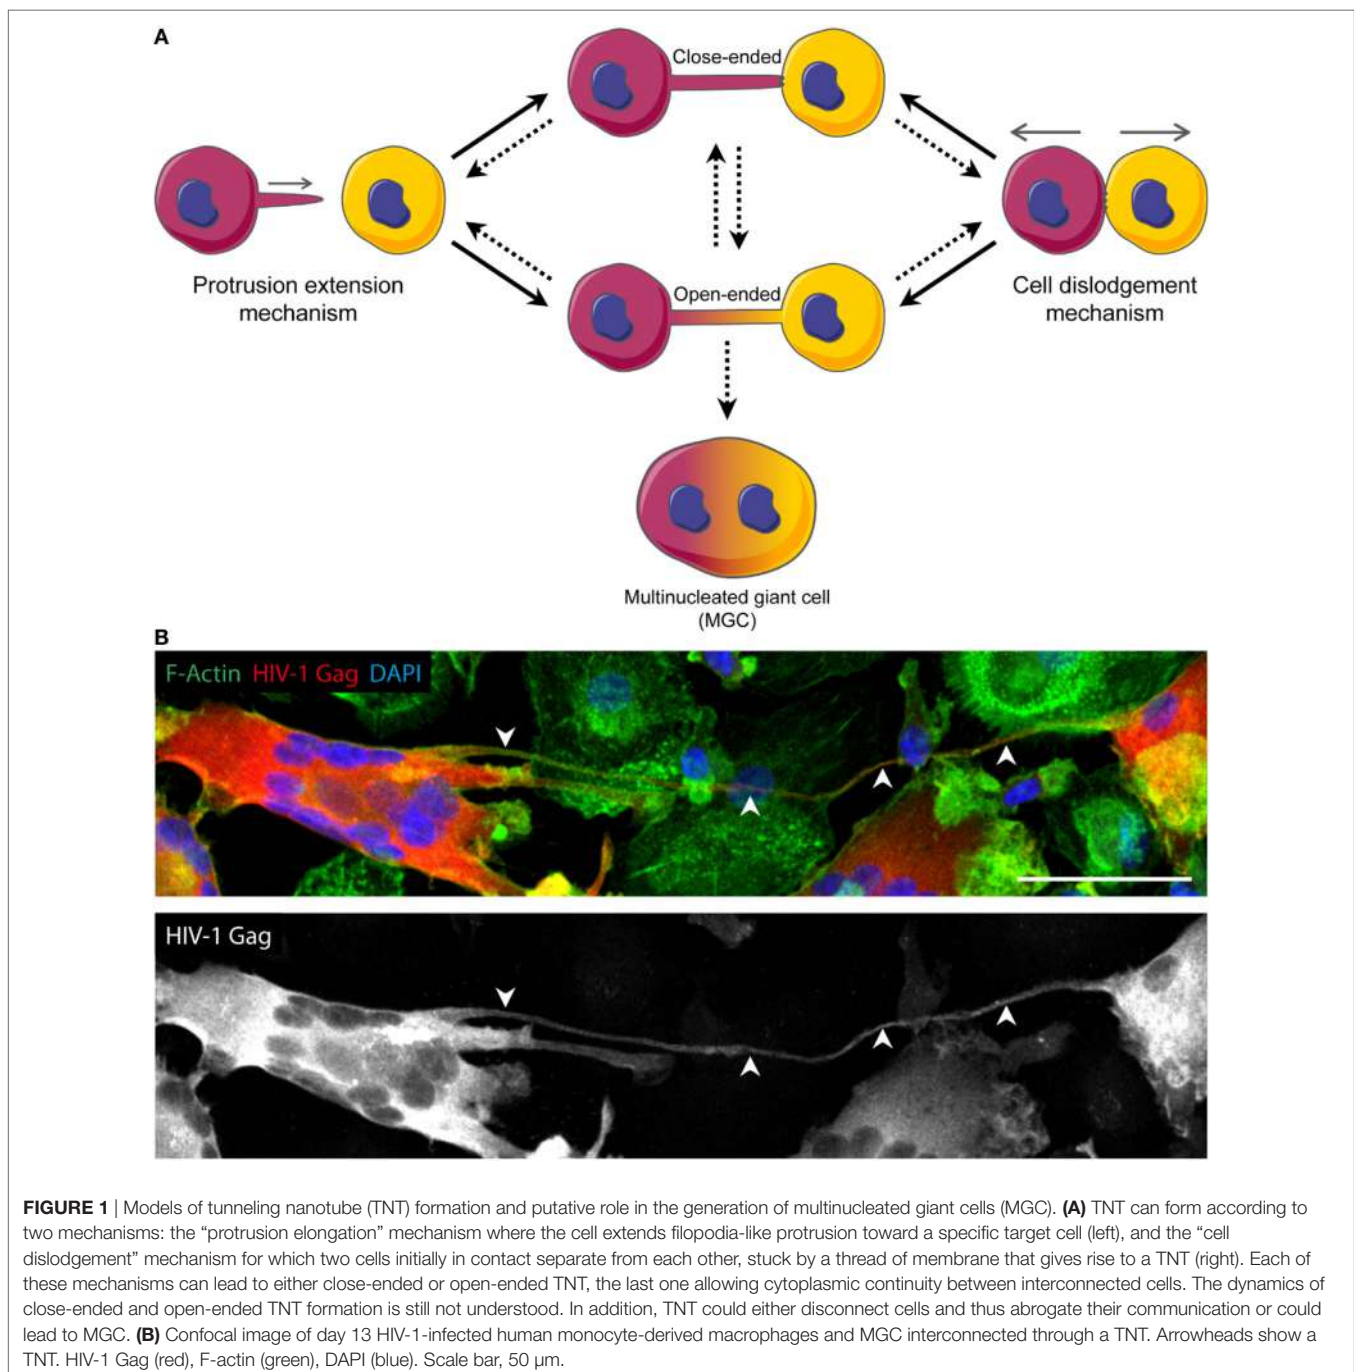 A
Close-ended
Open-ended
Protrusion extension
mechanism
Cell dislodgement
mechanism
Multinucleated giant cell
(MGC)
B
F-Actin HIV-1 Gag DAPI
HIV-1 Gag
FIGURE 1 | Models of tunneling nanotube (TNT) formation and putative role in the generation of multinucleated giant cells (MGC). (A) TNT can form according to
two mechanisms: the “protrusion elongation” mechanism where the cell extends filopodia-like protrusion toward a specific target cell (left), and the “cell
dislodgement” mechanism for which two cells initially in contact separate from each other, stuck by a thread of membrane that gives rise to a TNT (right). Each of
these mechanisms can lead to either close-ended or open-ended TNT, the last one allowing cytoplasmic continuity between interconnected cells. The dynamics of
close-ended and open-ended TNT formation is still not understood. In addition, TNT could either disconnect cells and thus abrogate their communication or could
lead to MGC. (B) Confocal image of day 13 HIV-1-infected human monocyte-derived macrophages and MGC interconnected through a TNT. Arrowheads show a
TNT. HIV-1 Gag (red), F-actin (green), DAPI (blue). Scale bar, 50 µm.